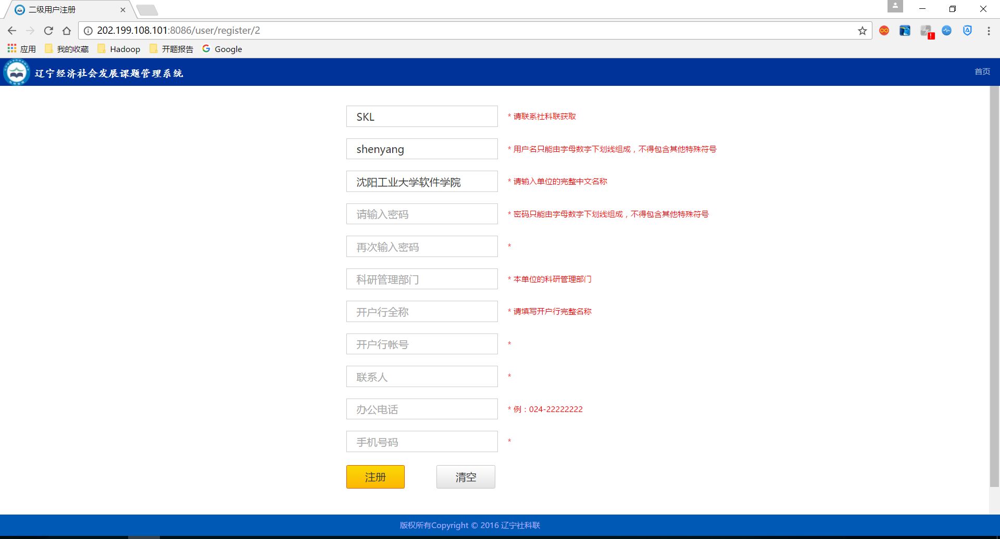 二级用户注册
202.199.108.101:8086/user/register/2
应用 我的收藏 Hadoop 开题报告 Google
辽宁经济社会发展课题管理系统 首页
SKL * 请联系社科联获取
shenyang * 用户名只能由字母数字下划线组成，不得包含其他特殊符号
沈阳工业大学软件学院 * 请输入单位的完整中文名称
请输入密码 * 密码只能由字母数字下划线组成，不得包含其他特殊符号
再次输入密码 *
科研管理部门 * 本单位的科研管理部门
开户行全称 * 请填写开户行完整名称
开户行帐号 *
联系人 *
办公电话 * 例：024-22222222
手机号码 *
注册 清空
版权所有Copyright © 2016 辽宁社科联